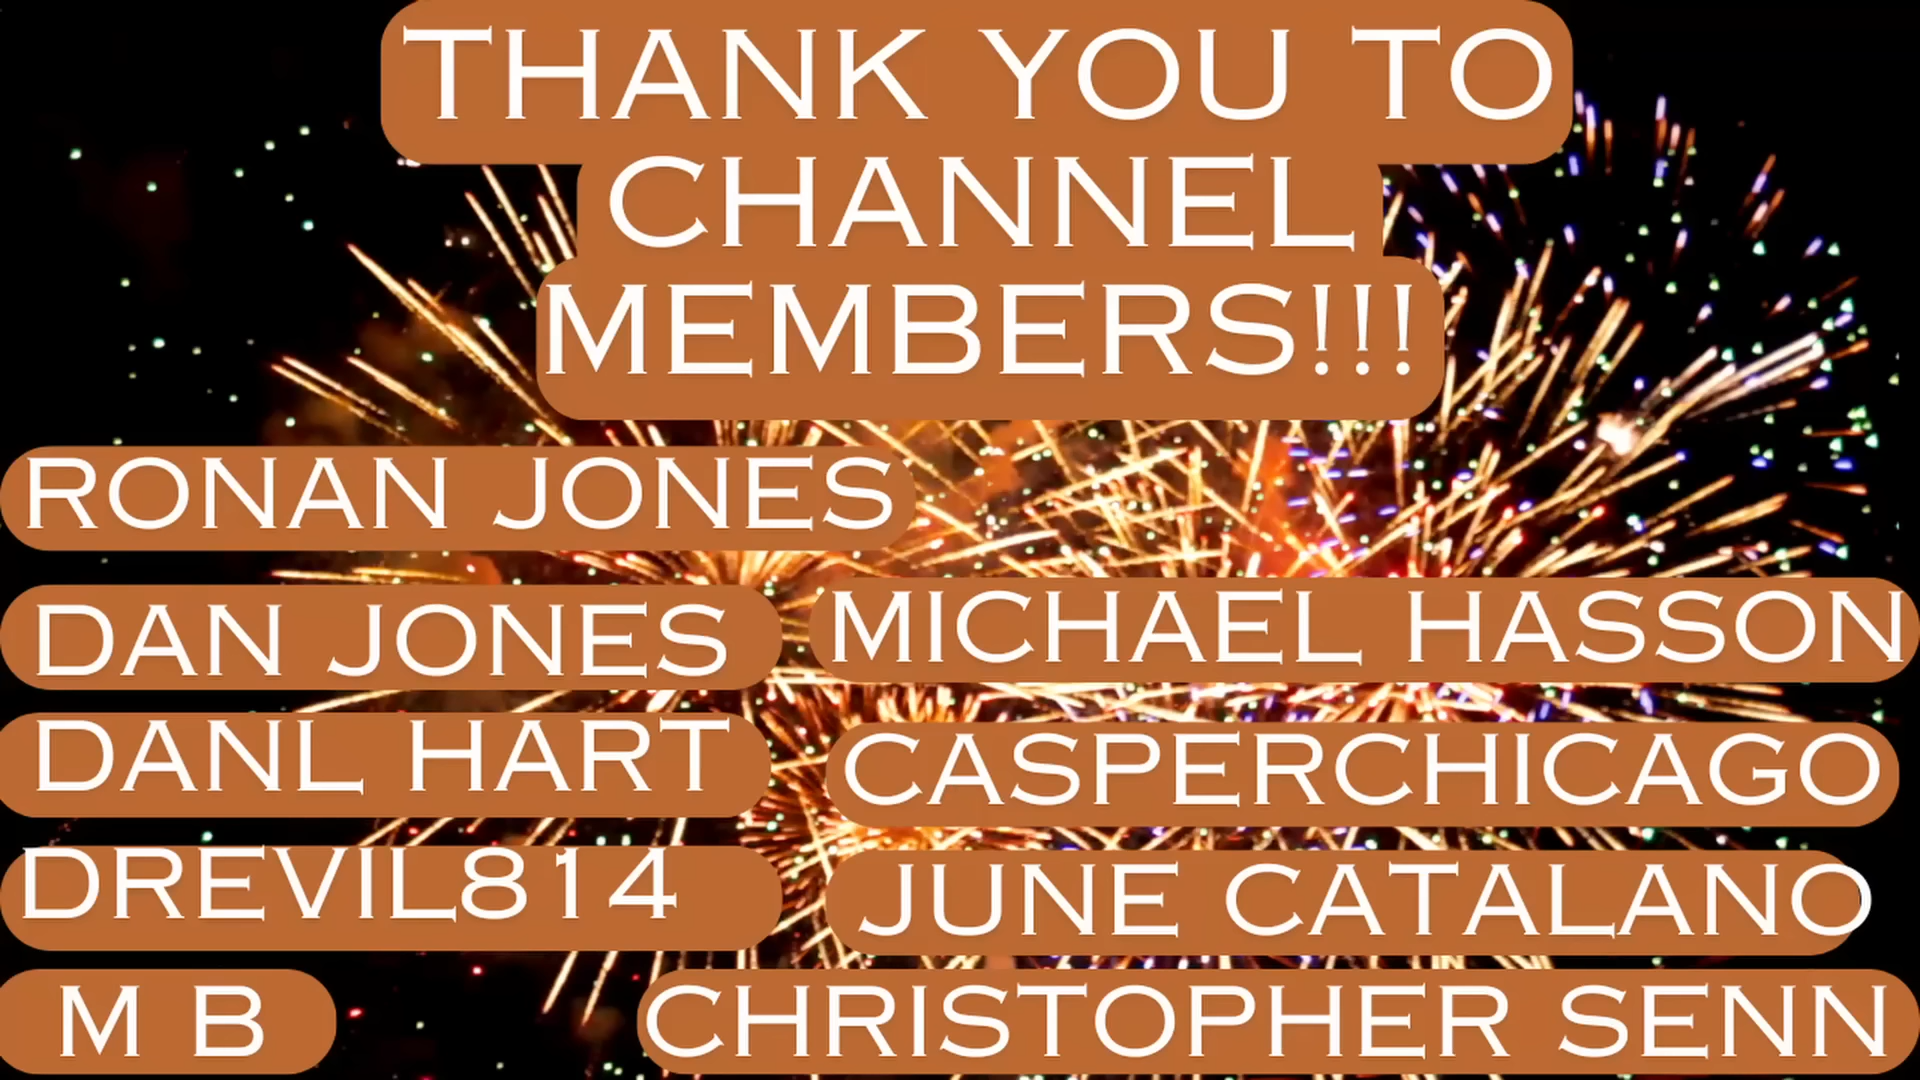 THANK YOU TO
CHANNEL
MEMBERS!!!
RONAN JONES
DAN JONES
MICHAEL HASSON
DANL HART
CASPERCHICAGO
DREVIL814
JUNE CATALANO
M B
CHRISTOPHER SENN